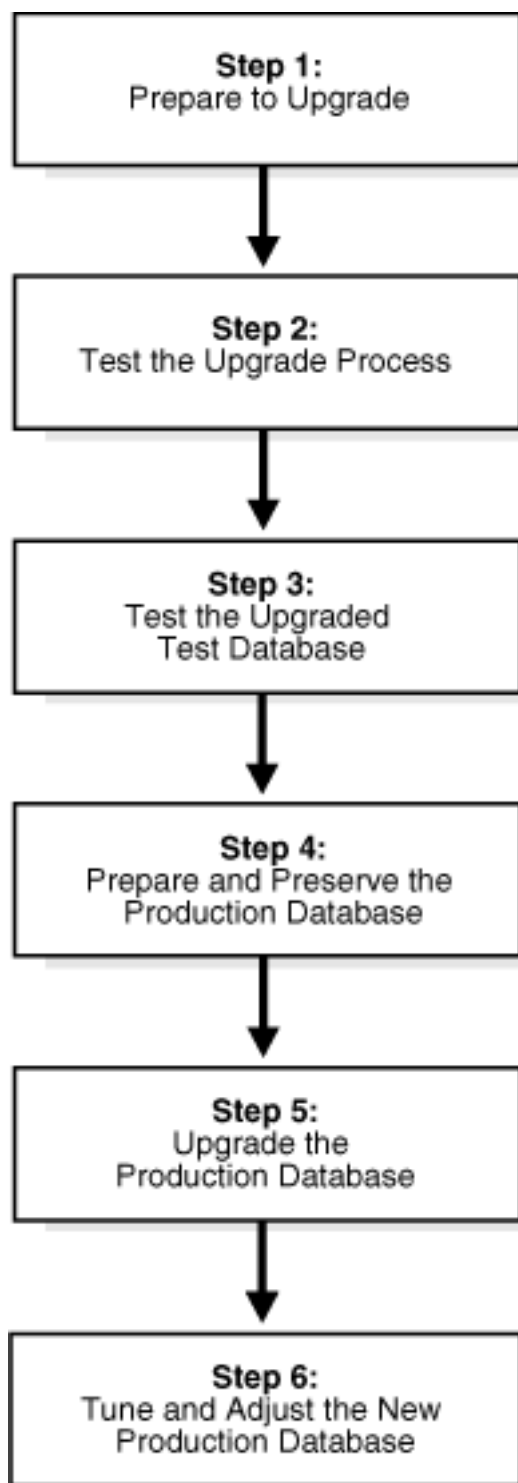 Step 1:
Prepare to Upgrade
Step 2:
Test the Upgrade Process
Step 3:
Test the Upgraded
Test Database
Step 4:
Prepare and Preserve the
Production Database
Step 5:
Upgrade the
Production Database
Step 6:
Tune and Adjust the New
Production Database